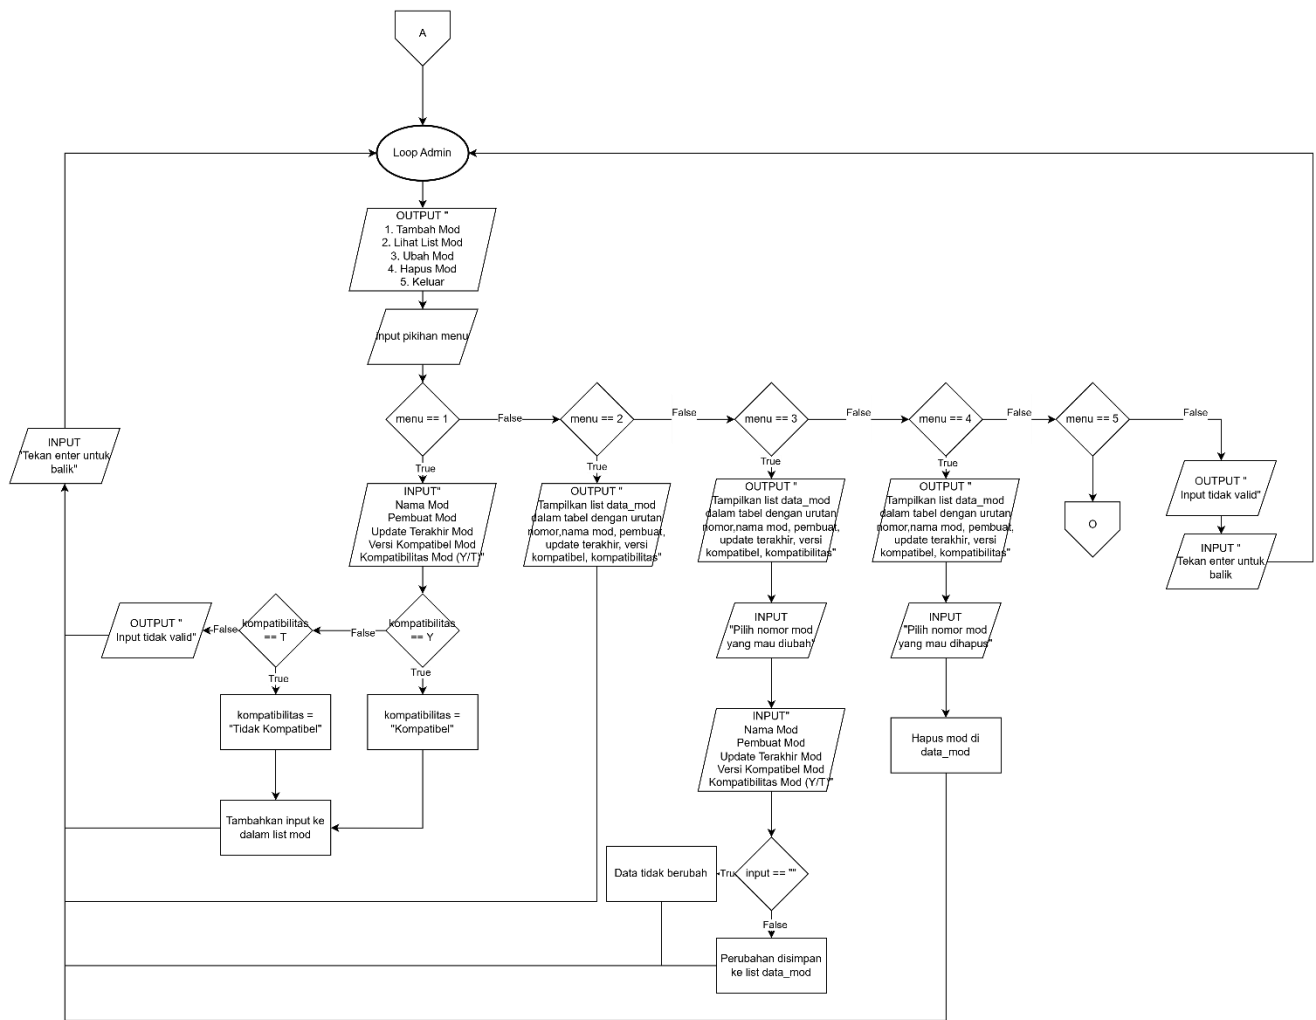 A
Loop Admin
OUTPUT "
1. Tambah Mod
2. Lihat List Mod
3. Ubah Mod
4. Hapus Mod
5. Keluar
Input pikihan menu
menu == 1
False
menu == 2
False
menu == 3
False
menu == 4
False
menu == 5
False
True
True
True
True
INPUT
"Tekan enter untuk
balik"
INPUT"
Nama Mod
Pembuat Mod
Update Terakhir Mod
Versi Kompatibel Mod
Kompatibilitas Mod (Y/T)"
OUTPUT "
Tampilkan list data_mod
dalam tabel dengan urutan
nomor,nama mod, pembuat,
update terakhir, versi
kompatibel, kompatibilitas"
OUTPUT "
Tampilkan list data_mod
dalam tabel dengan urutan
nomor,nama mod, pembuat,
update terakhir, versi
kompatibel, kompatibilitas"
OUTPUT "
Tampilkan list data_mod
dalam tabel dengan urutan
nomor,nama mod, pembuat,
update terakhir, versi
kompatibel, kompatibilitas"
O
OUTPUT "
Input tidak valid"
INPUT "
Tekan enter untuk
balik
OUTPUT "
Input tidak valid"
False
kompatibilitas
== T
False
kompatibilitas
== Y
True
True
kompatibilitas =
"Tidak Kompatibel"
kompatibilitas =
"Kompatibel"
Tambahkan input ke
dalam list mod
INPUT
"Pilih nomor mod
yang mau diubah"
INPUT
"Pilih nomor mod
yang mau dihapus"
INPUT"
Nama Mod
Pembuat Mod
Update Terakhir Mod
Versi Kompatibel Mod
Kompatibilitas Mod (Y/T)"
Hapus mod di
data_mod
Data tidak berubah
Tru
input == ""
False
Perubahan disimpan
ke list data_mod